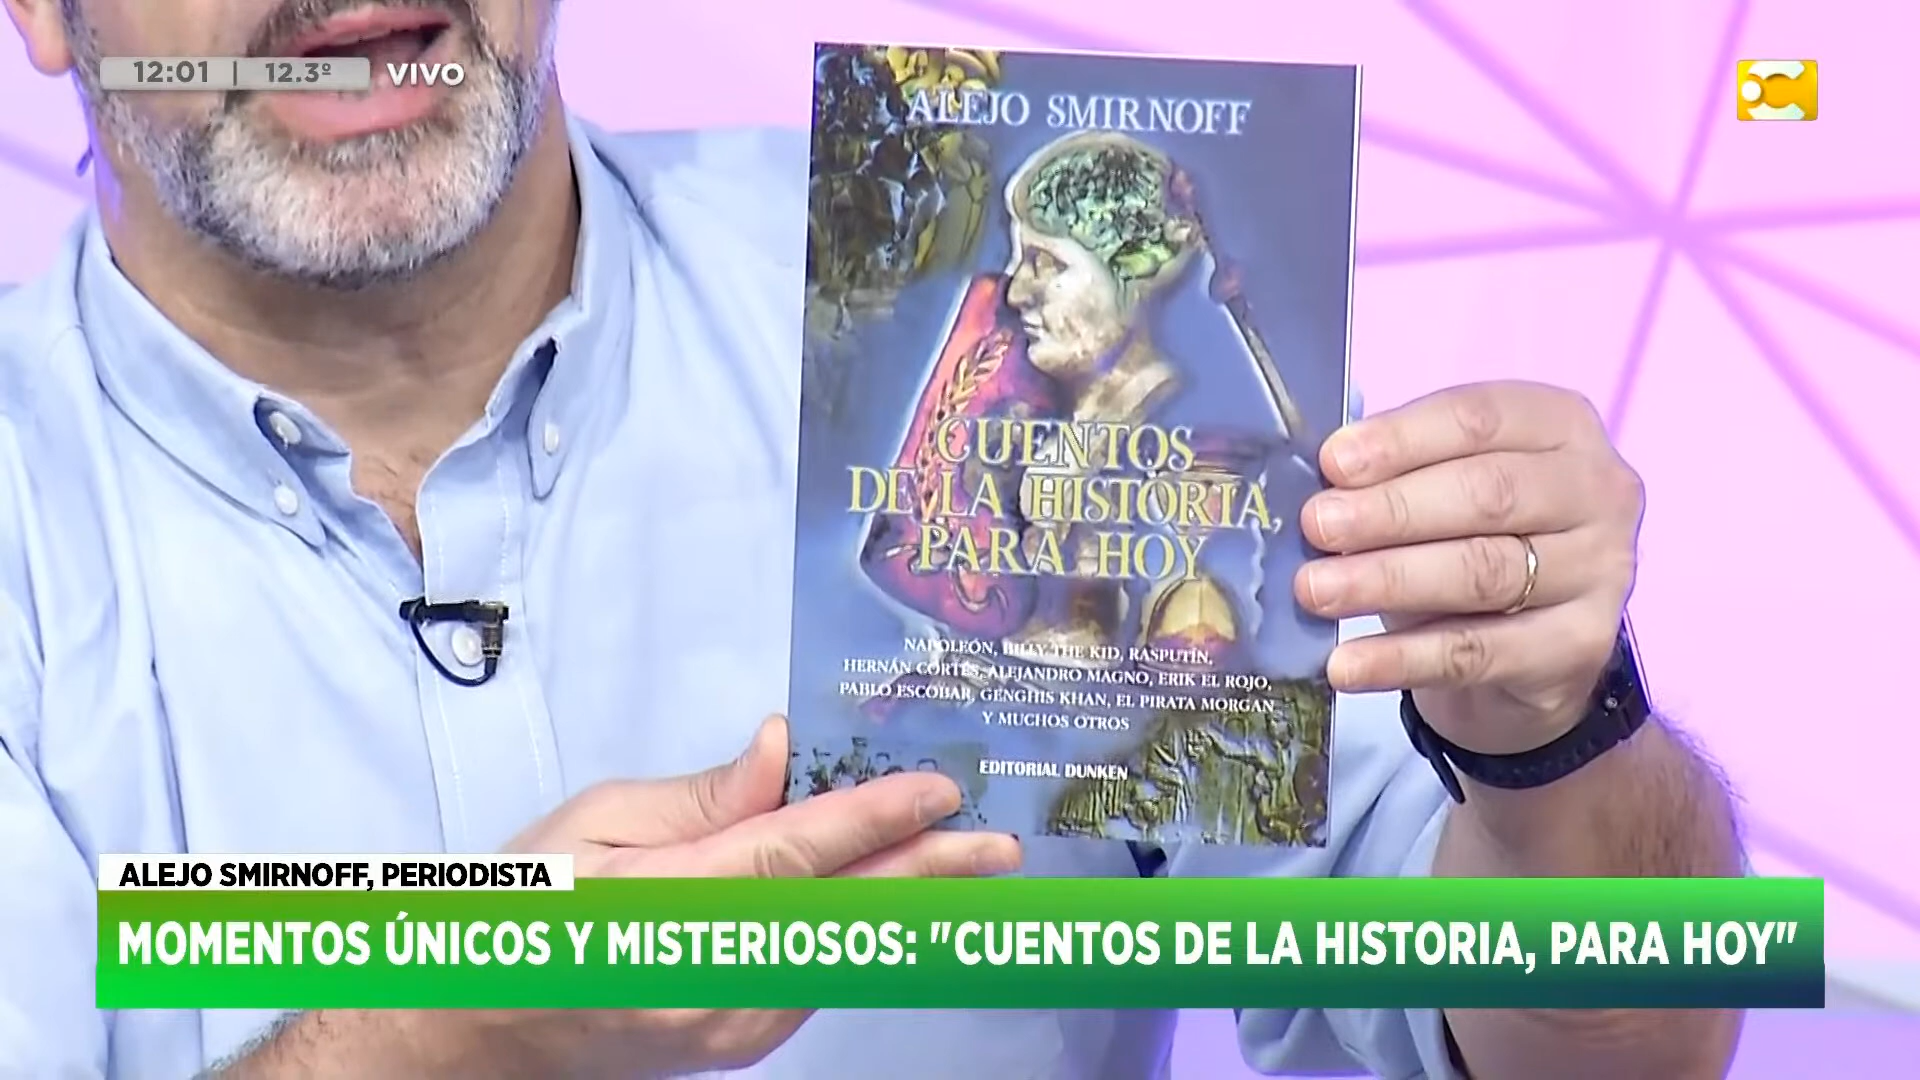 12:01 | 12.3º VIVO
ALEJO SMIRNOFF
CUENTOS
DE LA HISTORIA,
PARA HOY
NAPOLEÓN, BILLY THE KID, RASPUTÍN,
HERNÁN CORTÉS, ALEJANDRO MAGNO, ERIK EL ROJO,
PABLO ESCOBAR, GENGHIS KHAN, EL PIRATA MORGAN
Y MUCHOS OTROS
EDITORIAL DUNKEN
ALEJO SMIRNOFF, PERIODISTA
MOMENTOS ÚNICOS Y MISTERIOSOS: "CUENTOS DE LA HISTORIA, PARA HOY"